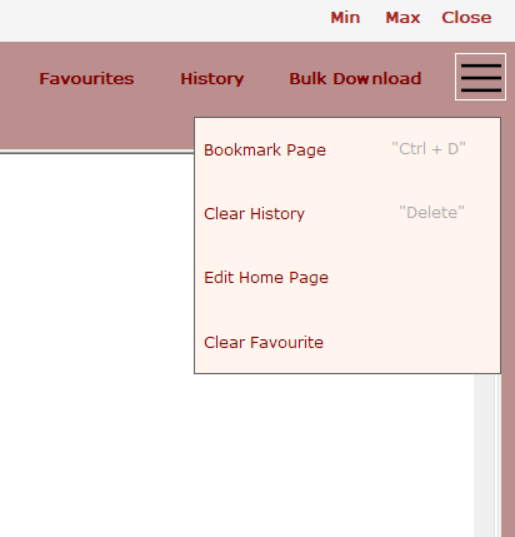 Min Max Close
Favourites History Bulk Download
Bookmark Page "Ctrl + D"
Clear History "Delete"
Edit Home Page
Clear Favourite